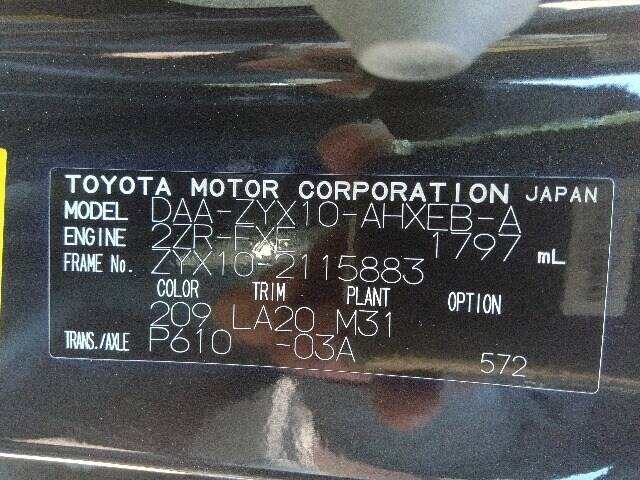 TOYOTA MOTOR CORPORATION JAPAN
MODEL DAA-ZYX10-AHXEB-A
ENGINE 2ZR-FXE 1797 mL
FRAME No. ZYX10-2115883
COLOR TRIM PLANT OPTION
209 LA20 M31
TRANS./AXLE P610 -03A 572